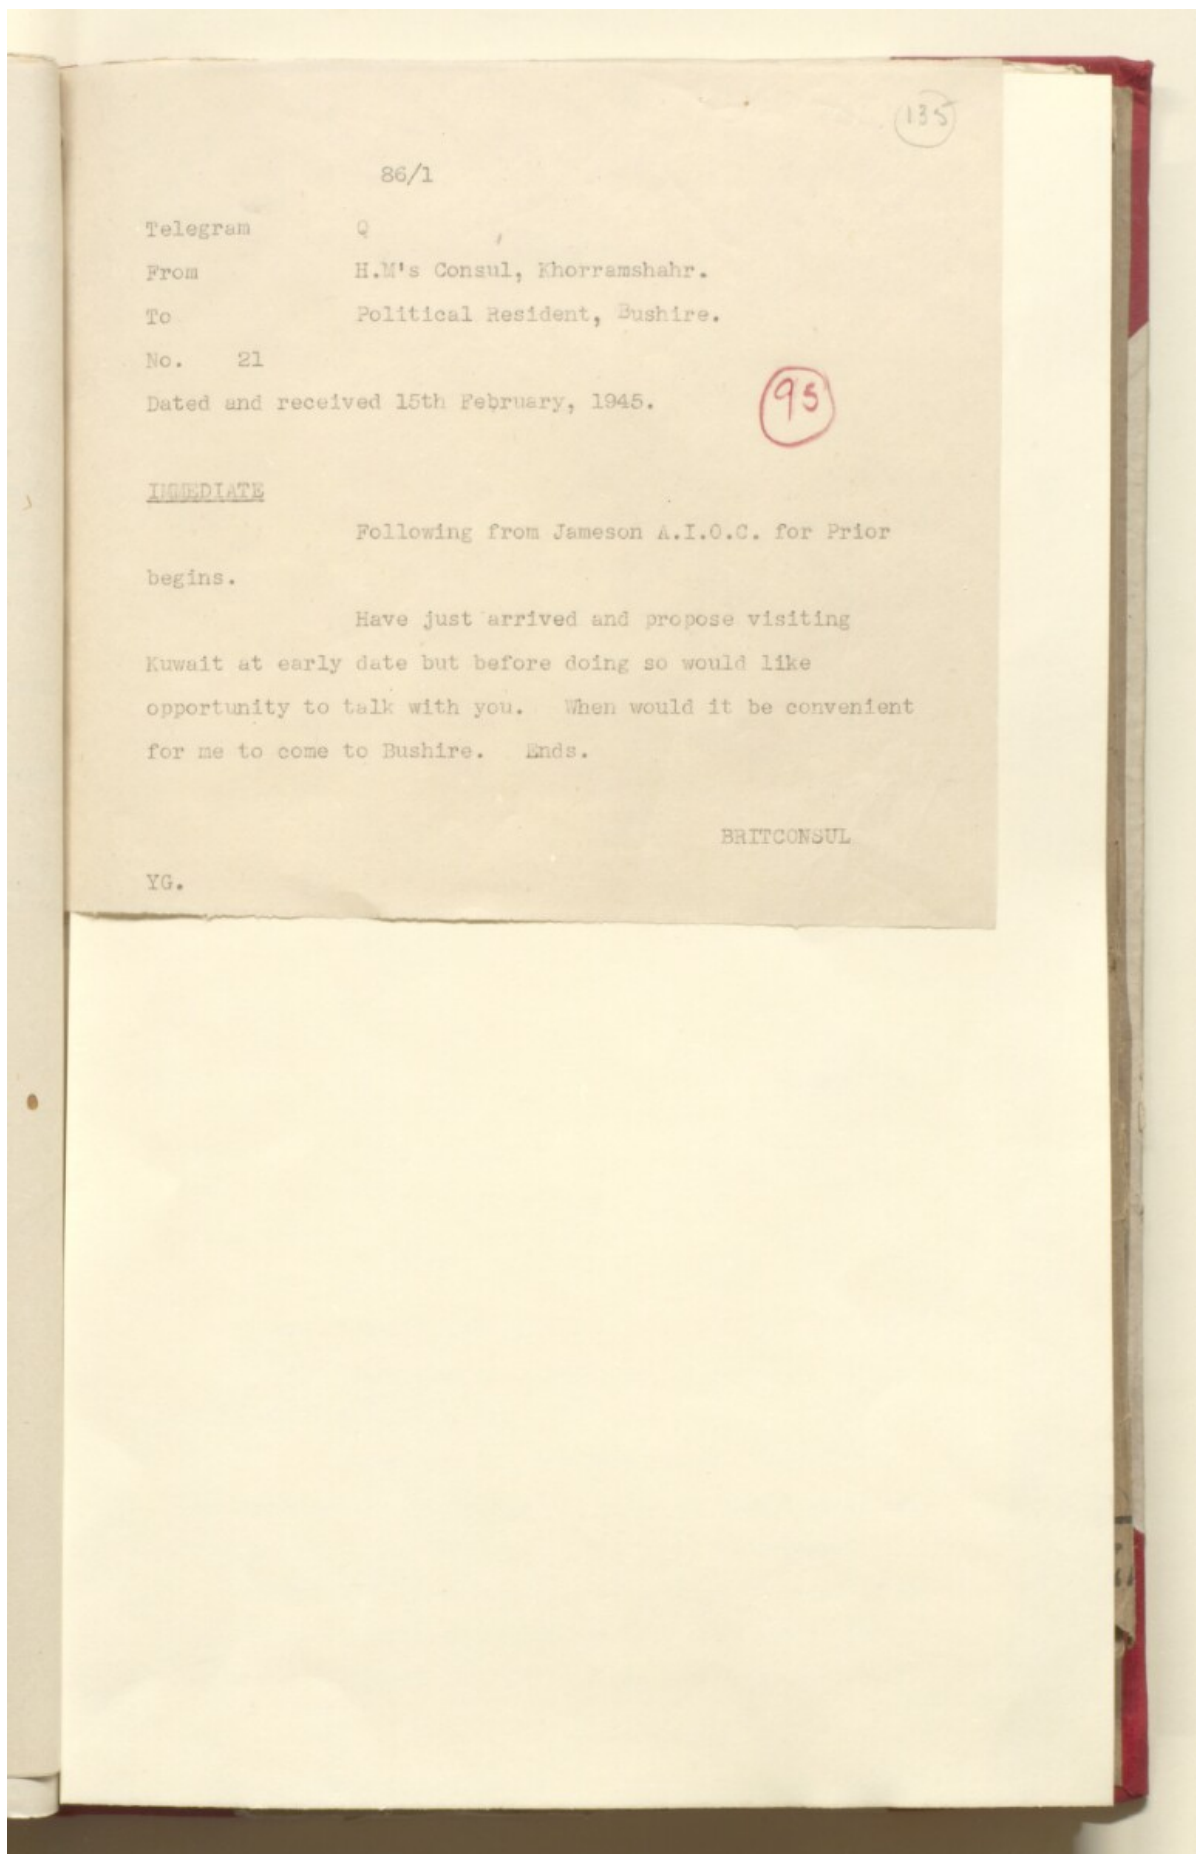 135
86/1
Telegram Q
From H.M's Consul, Khorramshahr.
To Political Resident, Bushire.
No. 21
Dated and received 15th February, 1945.
95
IMMEDIATE
Following from Jameson A.I.O.C. for Prior
begins.
Have just arrived and propose visiting
Kuwait at early date but before doing so would like
opportunity to talk with you. When would it be convenient
for me to come to Bushire. Ends.
BRITCONSUL
YG.